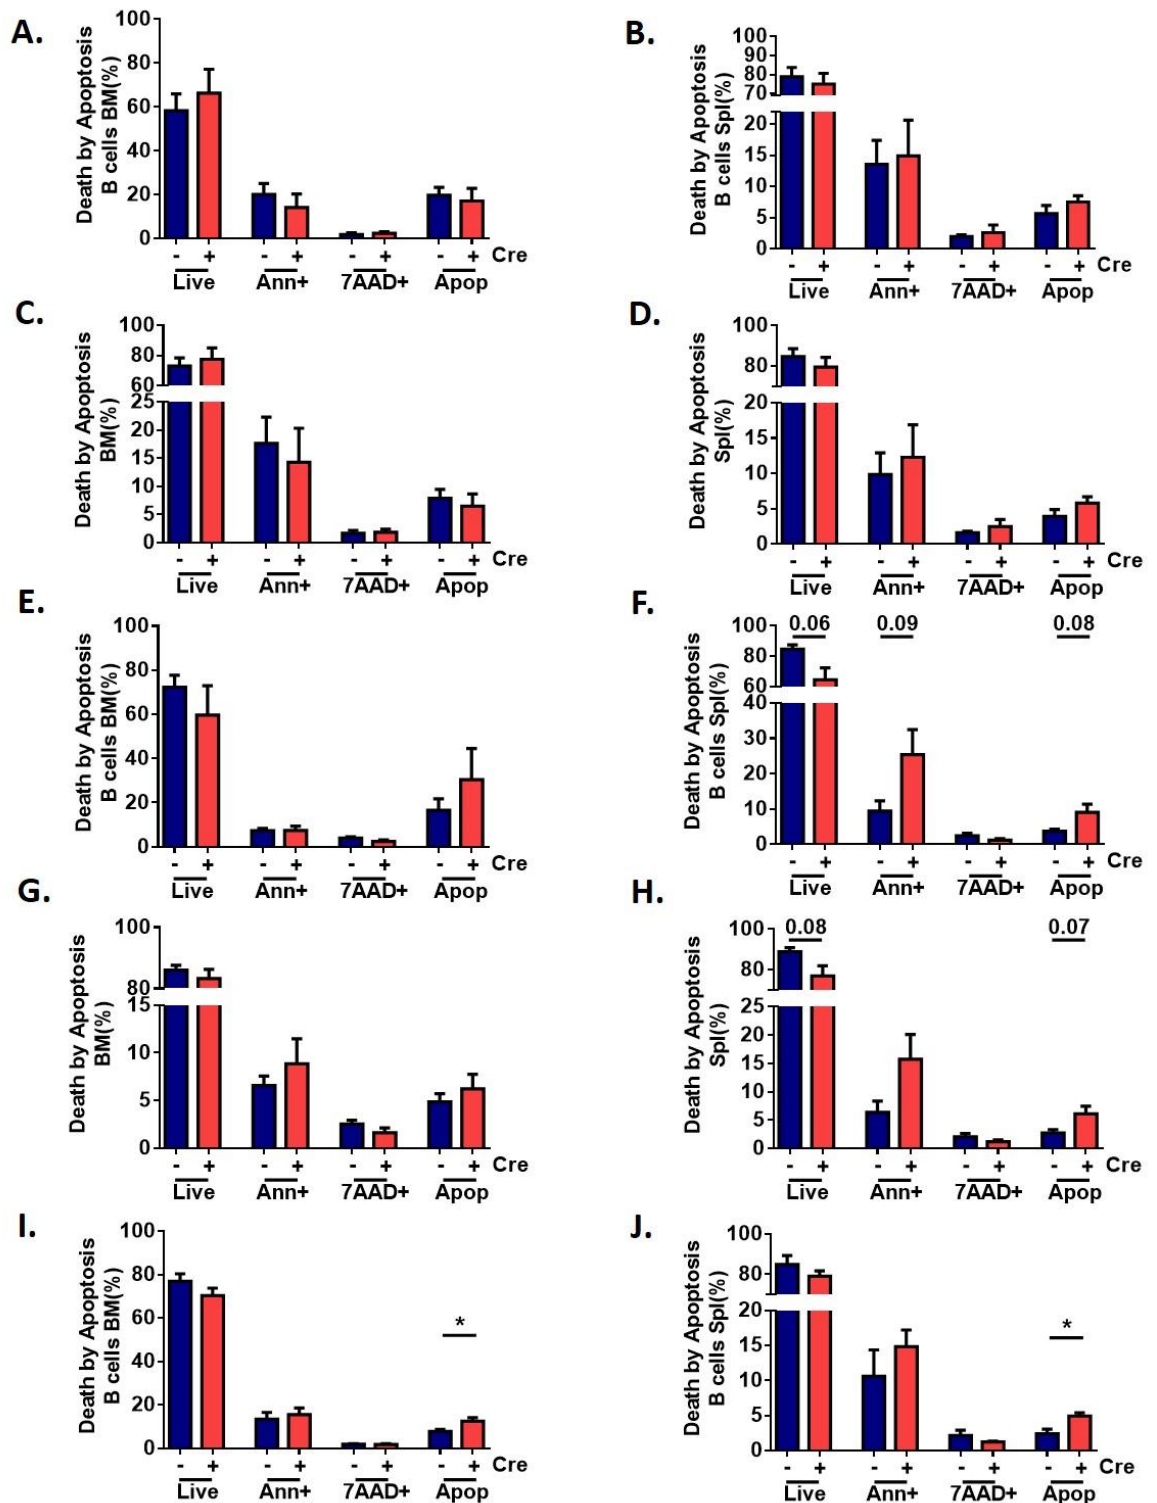 A.
Death by Apoptosis
B cells BM(%)
100
80
60
40
20
0
- + - + - + - + Cre
Live Ann+ 7AAD+ Apop
B.
Death by Apoptosis
B cells Spl(%)
100
90
80
70
20
15
10
5
0
- + - + - + - + Cre
Live Ann+ 7AAD+ Apop
C.
Death by Apoptosis
BM(%)
100
80
60
25
20
15
10
5
0
- + - + - + - + Cre
Live Ann+ 7AAD+ Apop
D.
Death by Apoptosis
Spl(%)
100
80
20
15
10
5
0
- + - + - + - + Cre
Live Ann+ 7AAD+ Apop
E.
Death by Apoptosis
B cells BM(%)
100
80
60
40
20
0
- + - + - + - + Cre
Live Ann+ 7AAD+ Apop
F.
Death by Apoptosis
B cells Spl(%)
0.06 0.09 0.08
100
80
60
40
30
20
10
0
- + - + - + - + Cre
Live Ann+ 7AAD+ Apop
G.
Death by Apoptosis
BM(%)
100
80
15
10
5
0
- + - + - + - + Cre
Live Ann+ 7AAD+ Apop
H.
Death by Apoptosis
Spl(%)
0.08 0.07
100
80
25
20
15
10
5
0
- + - + - + - + Cre
Live Ann+ 7AAD+ Apop
I.
Death by Apoptosis
B cells BM(%)
100
80
60
40
20
0
*
- + - + - + - + Cre
Live Ann+ 7AAD+ Apop
J.
Death by Apoptosis
B cells Spl(%)
100
80
20
15
10
5
0
*
- + - + - + - + Cre
Live Ann+ 7AAD+ Apop